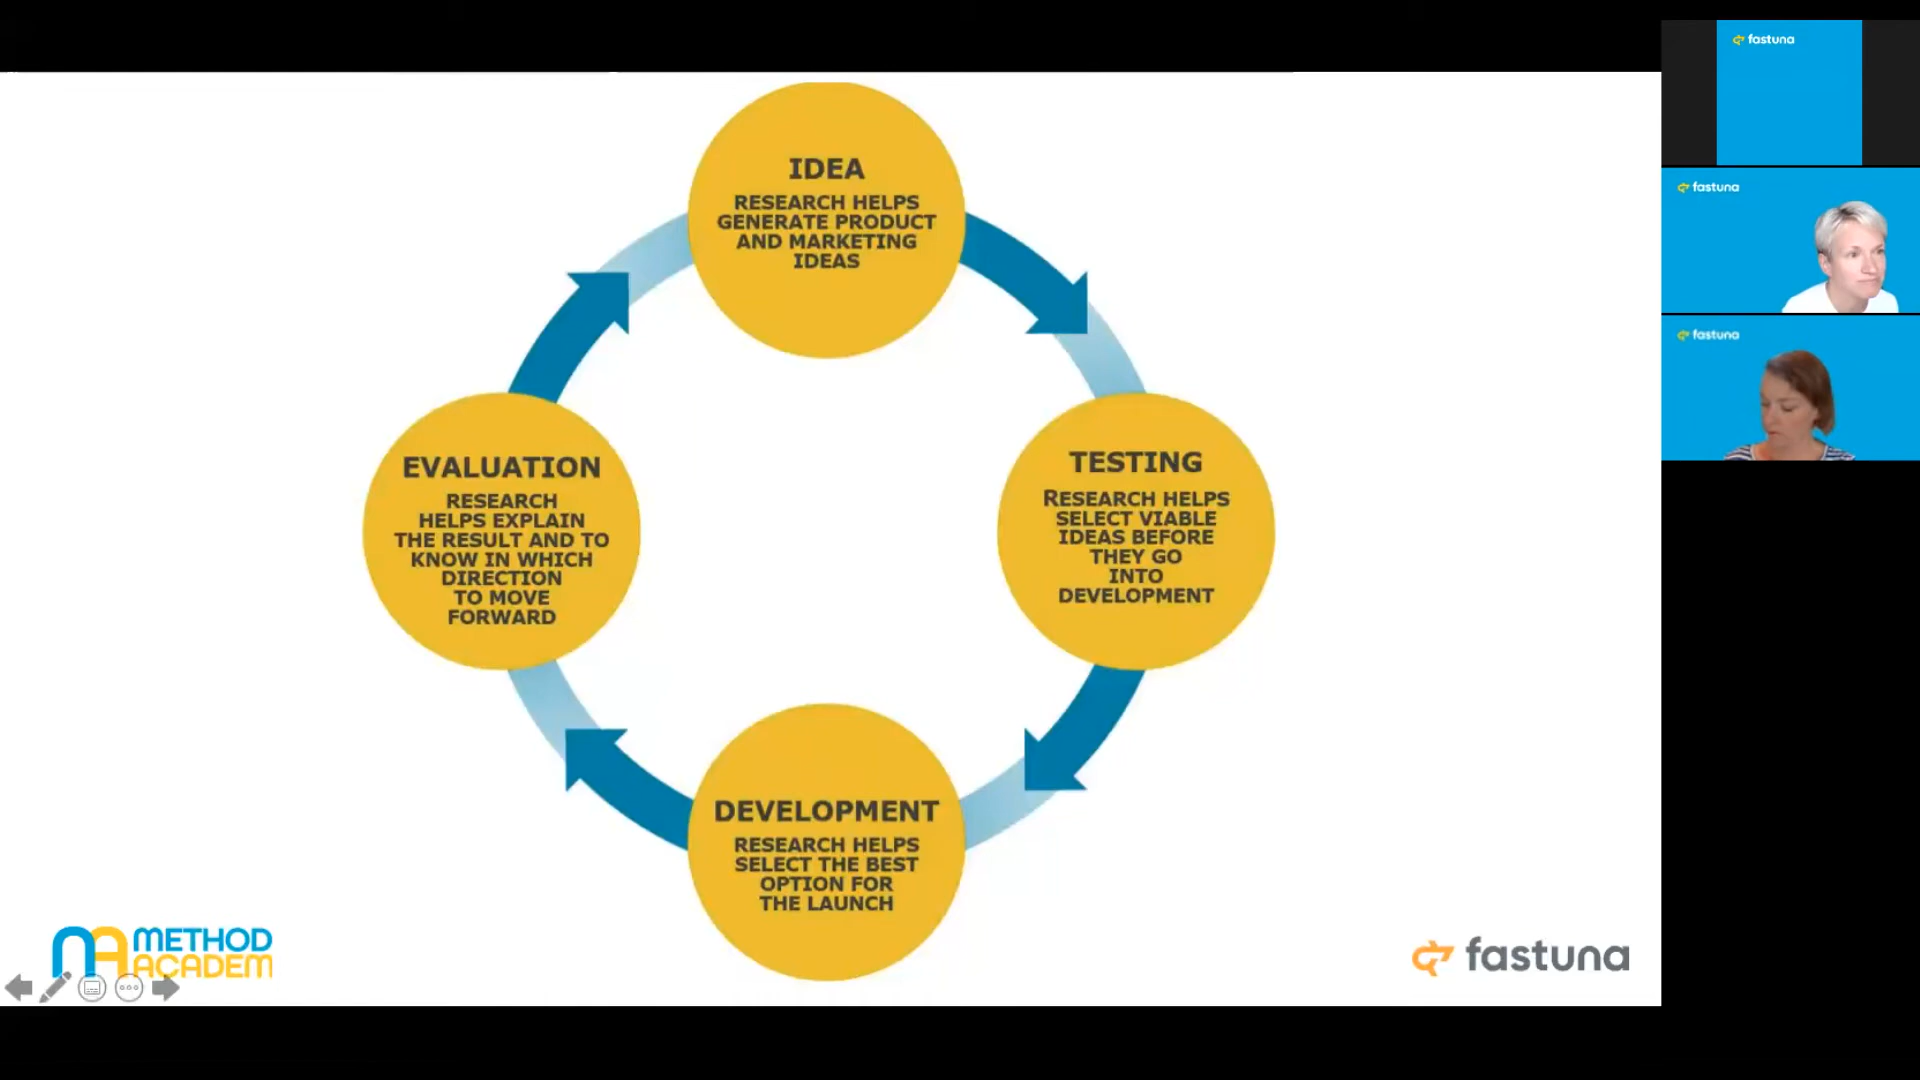 IDEA
RESEARCH HELPS
GENERATE PRODUCT
AND MARKETING
IDEAS
EVALUATION
RESEARCH
HELPS EXPLAIN
THE RESULT AND TO
KNOW IN WHICH
DIRECTION
TO MOVE
FORWARD
TESTING
RESEARCH HELPS
SELECT VIABLE
IDEAS BEFORE
THEY GO
INTO
DEVELOPMENT
DEVELOPMENT
RESEARCH HELPS
SELECT THE BEST
OPTION FOR
THE LAUNCH
METHOD
ACADEM
fastuna
fastuna
fastuna
fastuna